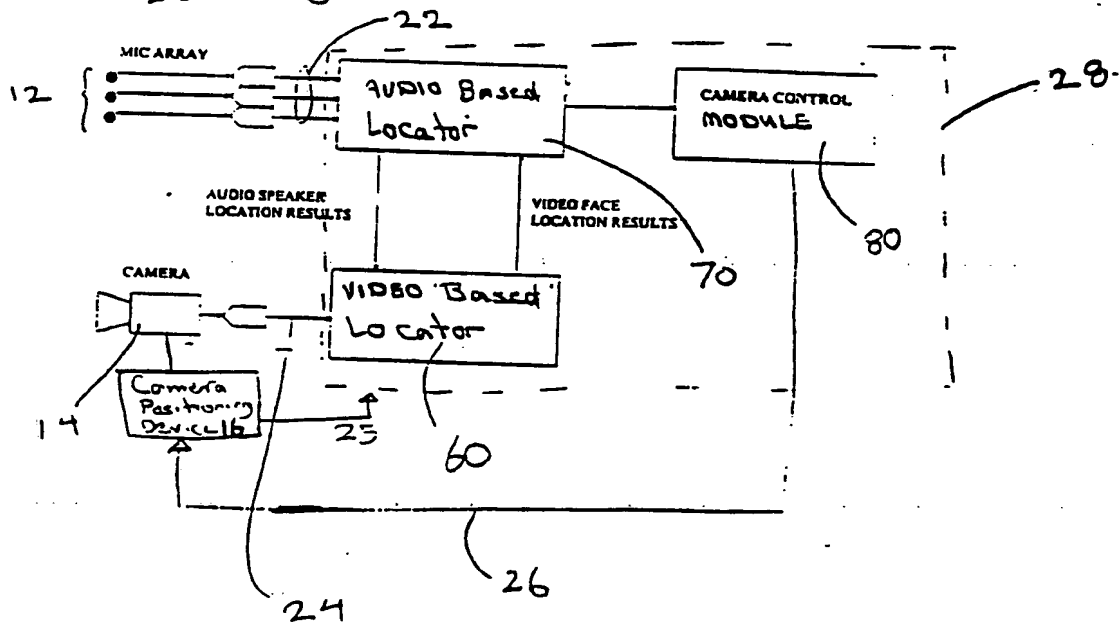 22
MIC ARRAY
12
AUDIO Based
Locator
CAMERA CONTROL
MODULE
28
AUDIO SPEAKER
LOCATION RESULTS
VIDEO FACE
LOCATION RESULTS
70
80
CAMERA
VIDEO Based
Locator
14
Camera
Positioning
Device 16
25
60
26
24